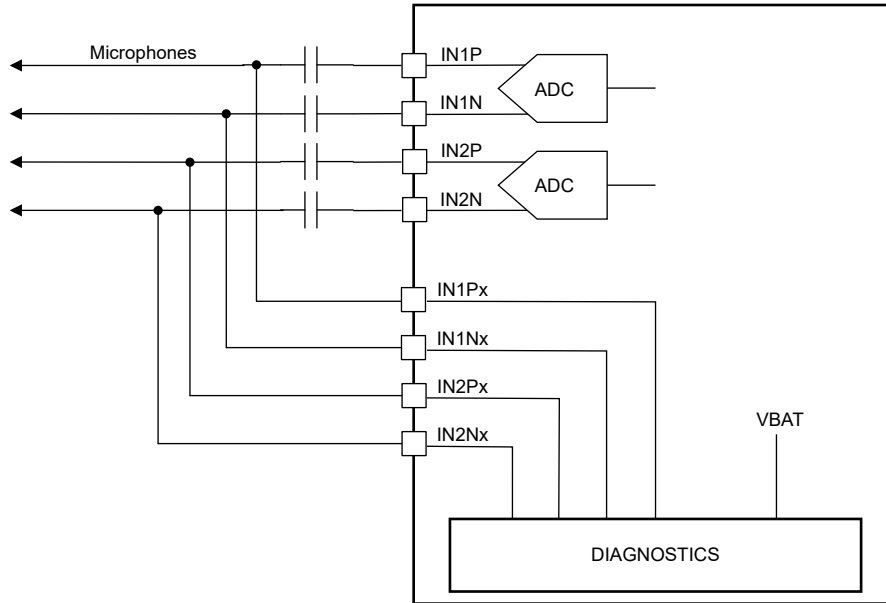 Microphones
IN1P
ADC
IN1N
IN2P
ADC
IN2N
IN1Px
IN1Nx
IN2Px
VBAT
IN2Nx
DIAGNOSTICS